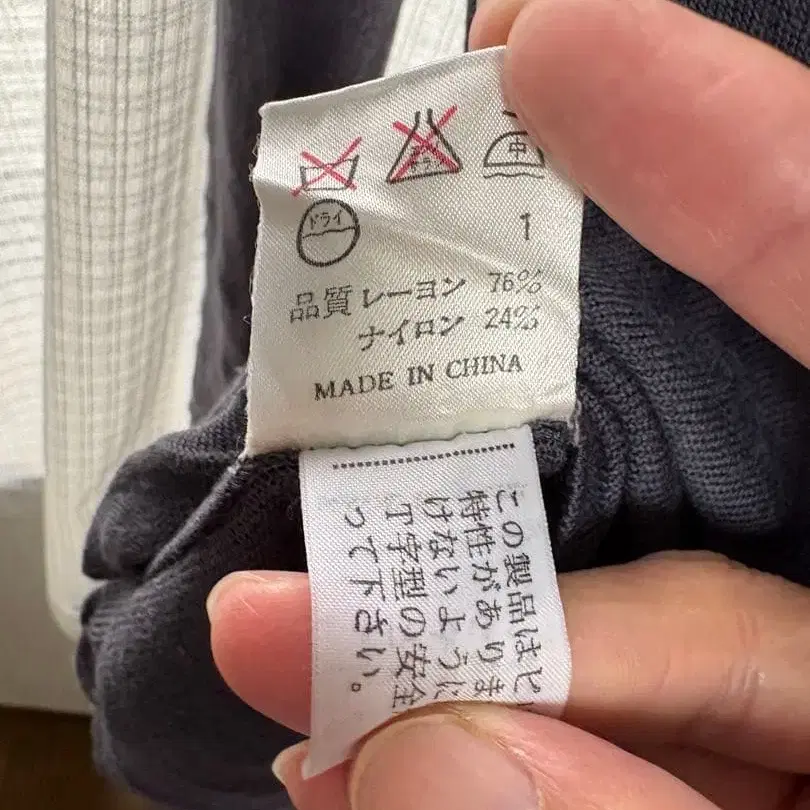 中
ドライ
1
品質 レーヨン 76%
ナイロン 24%
MADE IN CHINA
この製品はピ
特性がありま
けないように
T字型の安全
って下さい。